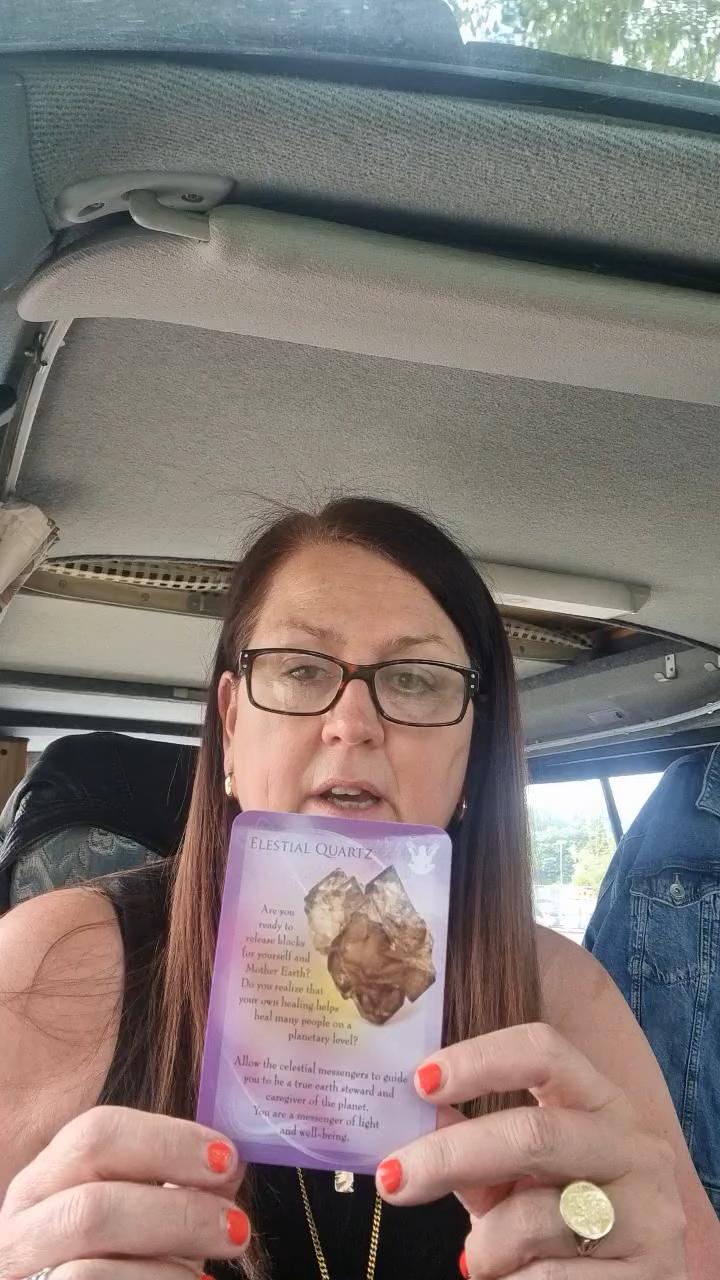 ELESTIAL QUARTZ
Are you
ready to
release blocks
for yourself and
Mother Earth?
Do you realize that
your own healing helps
heal many people on a
planetary level?
Allow the celestial messengers to guide
you to be a true earth steward and
caregiver of the planet.
You are a messenger of light
and well-being.